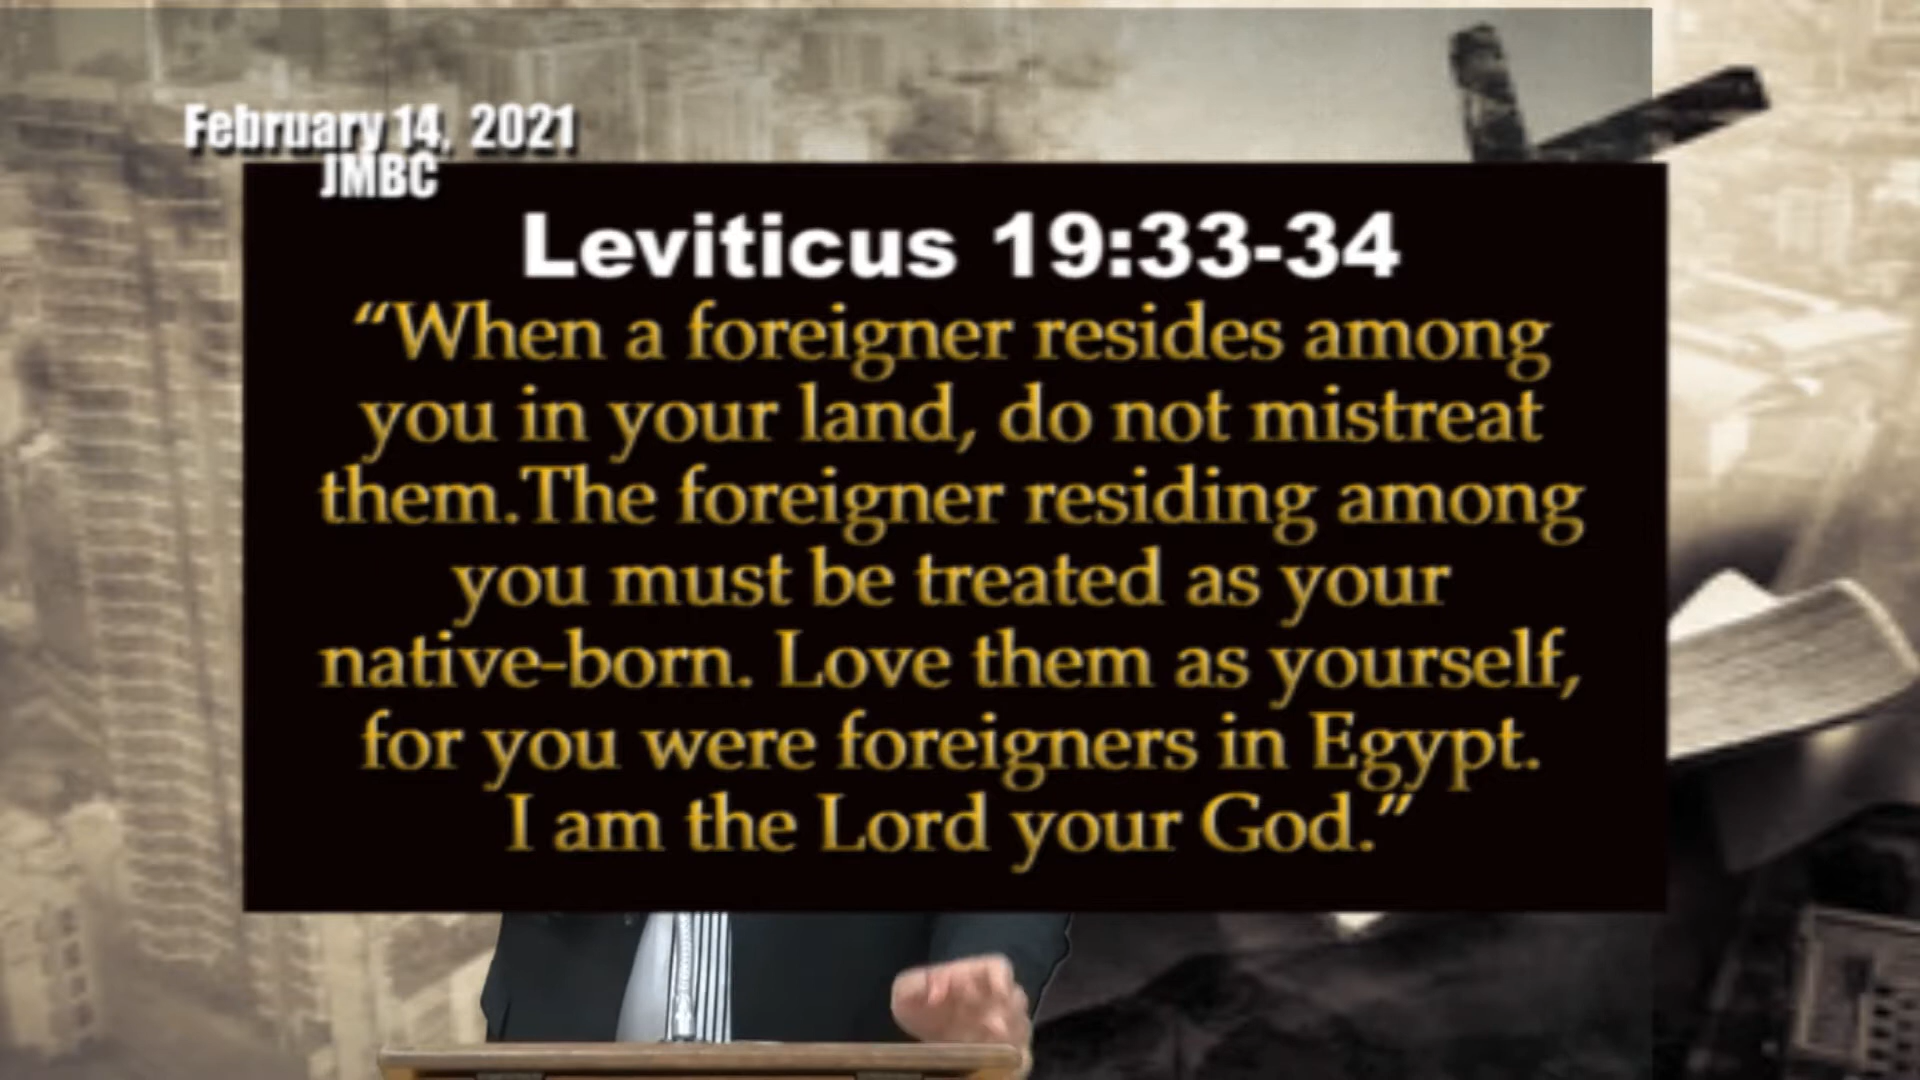 February 14, 2021
JMBC
Leviticus 19:33-34
“When a foreigner resides among
you in your land, do not mistreat
them.The foreigner residing among
you must be treated as your
native-born. Love them as yourself,
for you were foreigners in Egypt.
I am the Lord your God.”